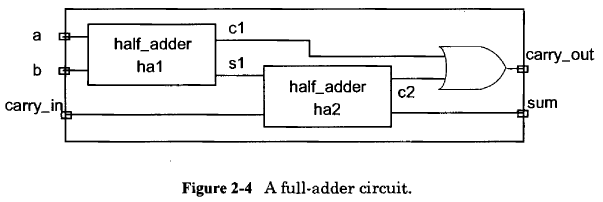 a
b
carry_in
half_adder
ha1
c1
s1
half_adder
ha2
c2
carry_out
sum
Figure 2-4 A full-adder circuit.